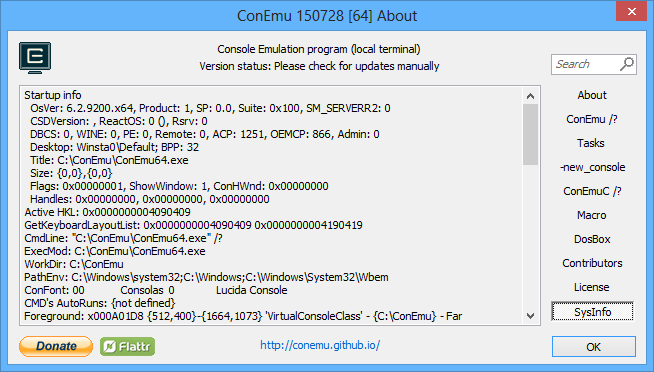 ConEmu 150728 [64] About
Console Emulation program (local terminal)
Version status: Please check for updates manually
Search
Startup info
OsVer: 6.2.9200.x64, Product: 1, SP: 0.0, Suite: 0x100, SM_SERVERR2: 0
CSDVersion: , ReactOS: 0 (), Rsrv: 0
DBCS: 0, WINE: 0, PE: 0, Remote: 0, ACP: 1251, OEMCP: 866, Admin: 0
Desktop: Winsta0\Default; BPP: 32
Title: C:\ConEmu\ConEmu64.exe
Size: {0,0},{0,0}
Flags: 0x00000001, ShowWindow: 1, ConHWnd: 0x00000000
Handles: 0x00000000, 0x00000000, 0x00000000
Active HKL: 0x0000000004090409
GetKeyboardLayoutList: 0x0000000004090409 0x0000000004190419
CmdLine: "C:\ConEmu\ConEmu64.exe" /?
ExecMod: C:\ConEmu\ConEmu64.exe
WorkDir: C:\ConEmu
PathEnv: C:\Windows\system32;C:\Windows;C:\Windows\System32\Wbem
ConFont: 00 Consolas 0 Lucida Console
CMD's AutoRuns: {not defined}
Foreground: x000A01D8 {512,400}-{1664,1073} 'VirtualConsoleClass' - {C:\ConEmu} - Far
About
ConEmu /?
Tasks
-new_console
ConEmuC /?
Macro
DosBox
Contributors
License
SysInfo
Donate
Flattr
http://conemu.github.io/
OK